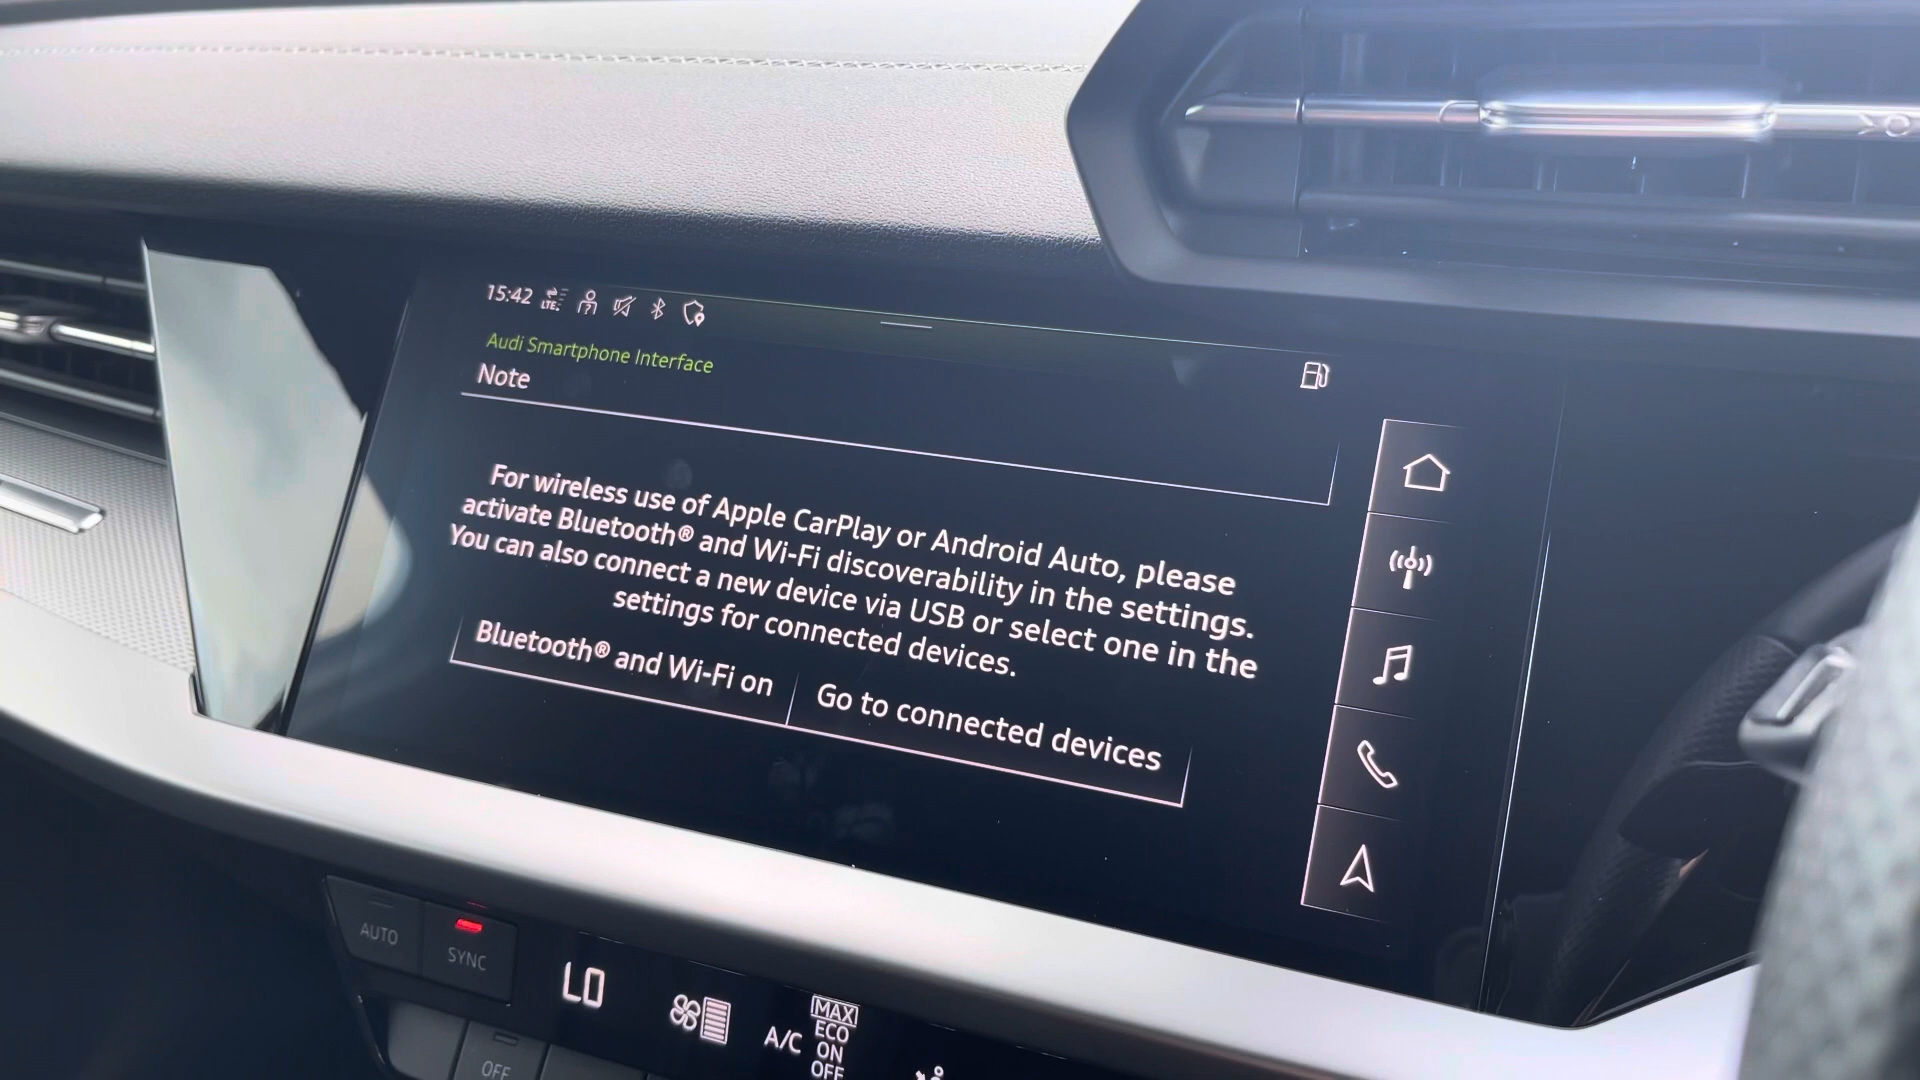 15:42 LTE
Audi Smartphone Interface
Note
For wireless use of Apple CarPlay or Android Auto, please
activate Bluetooth® and Wi-Fi discoverability in the settings.
You can also connect a new device via USB or select one in the
settings for connected devices.
Bluetooth® and Wi-Fi on
Go to connected devices
AUTO
SYNC
LO
A/C
MAX
ECO
ON
OFF
OFF